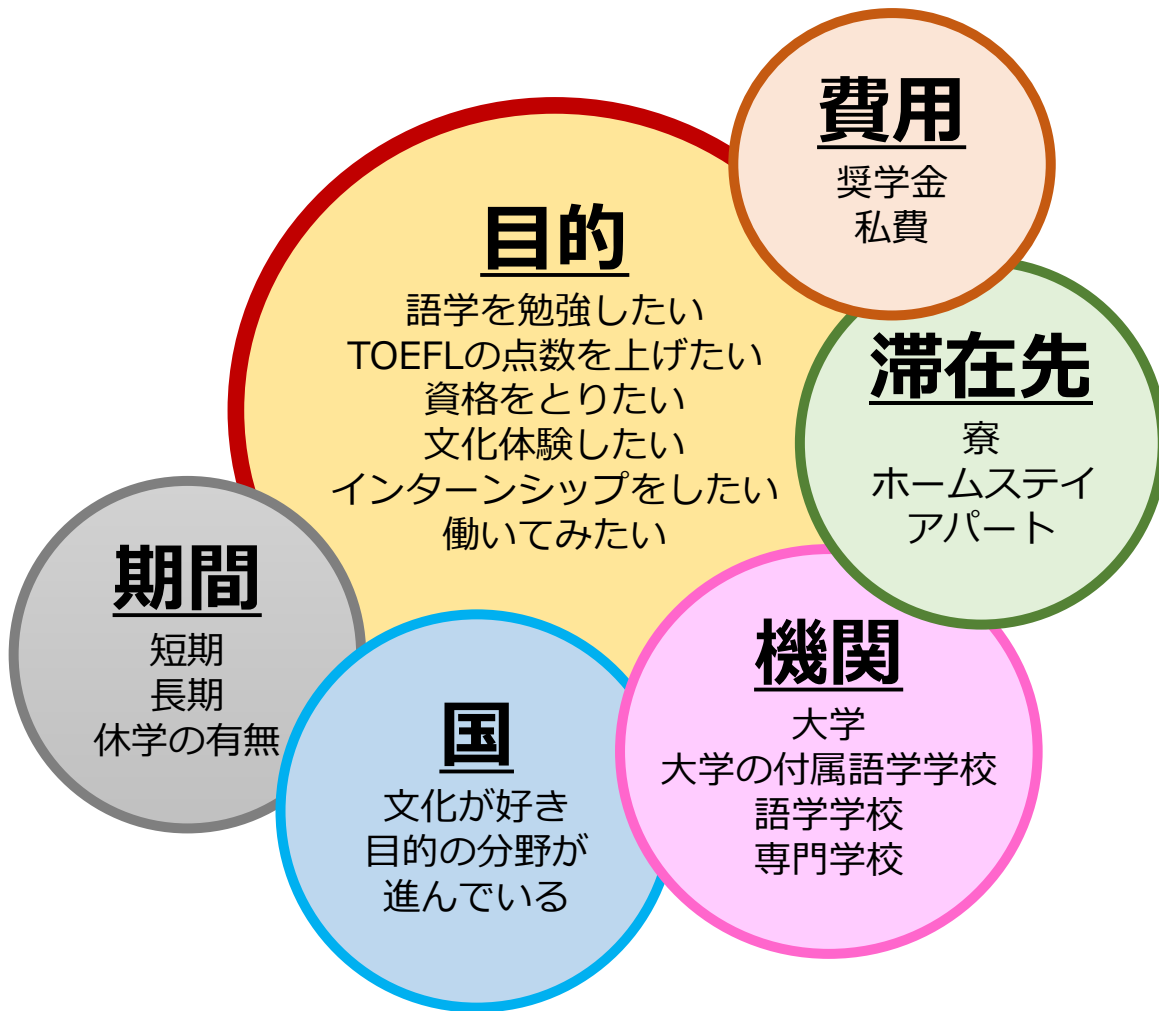 費用
奨学金
私費
目的
語学を勉強したい
TOEFLの点数を上げたい
資格をとりたい
文化体験したい
インターンシップをしたい
働いてみたい
滞在先
寮
ホームステイ
アパート
期間
短期
長期
休学の有無
国
文化が好き
目的の分野が
進んでいる
機関
大学
大学の付属語学学校
語学学校
専門学校